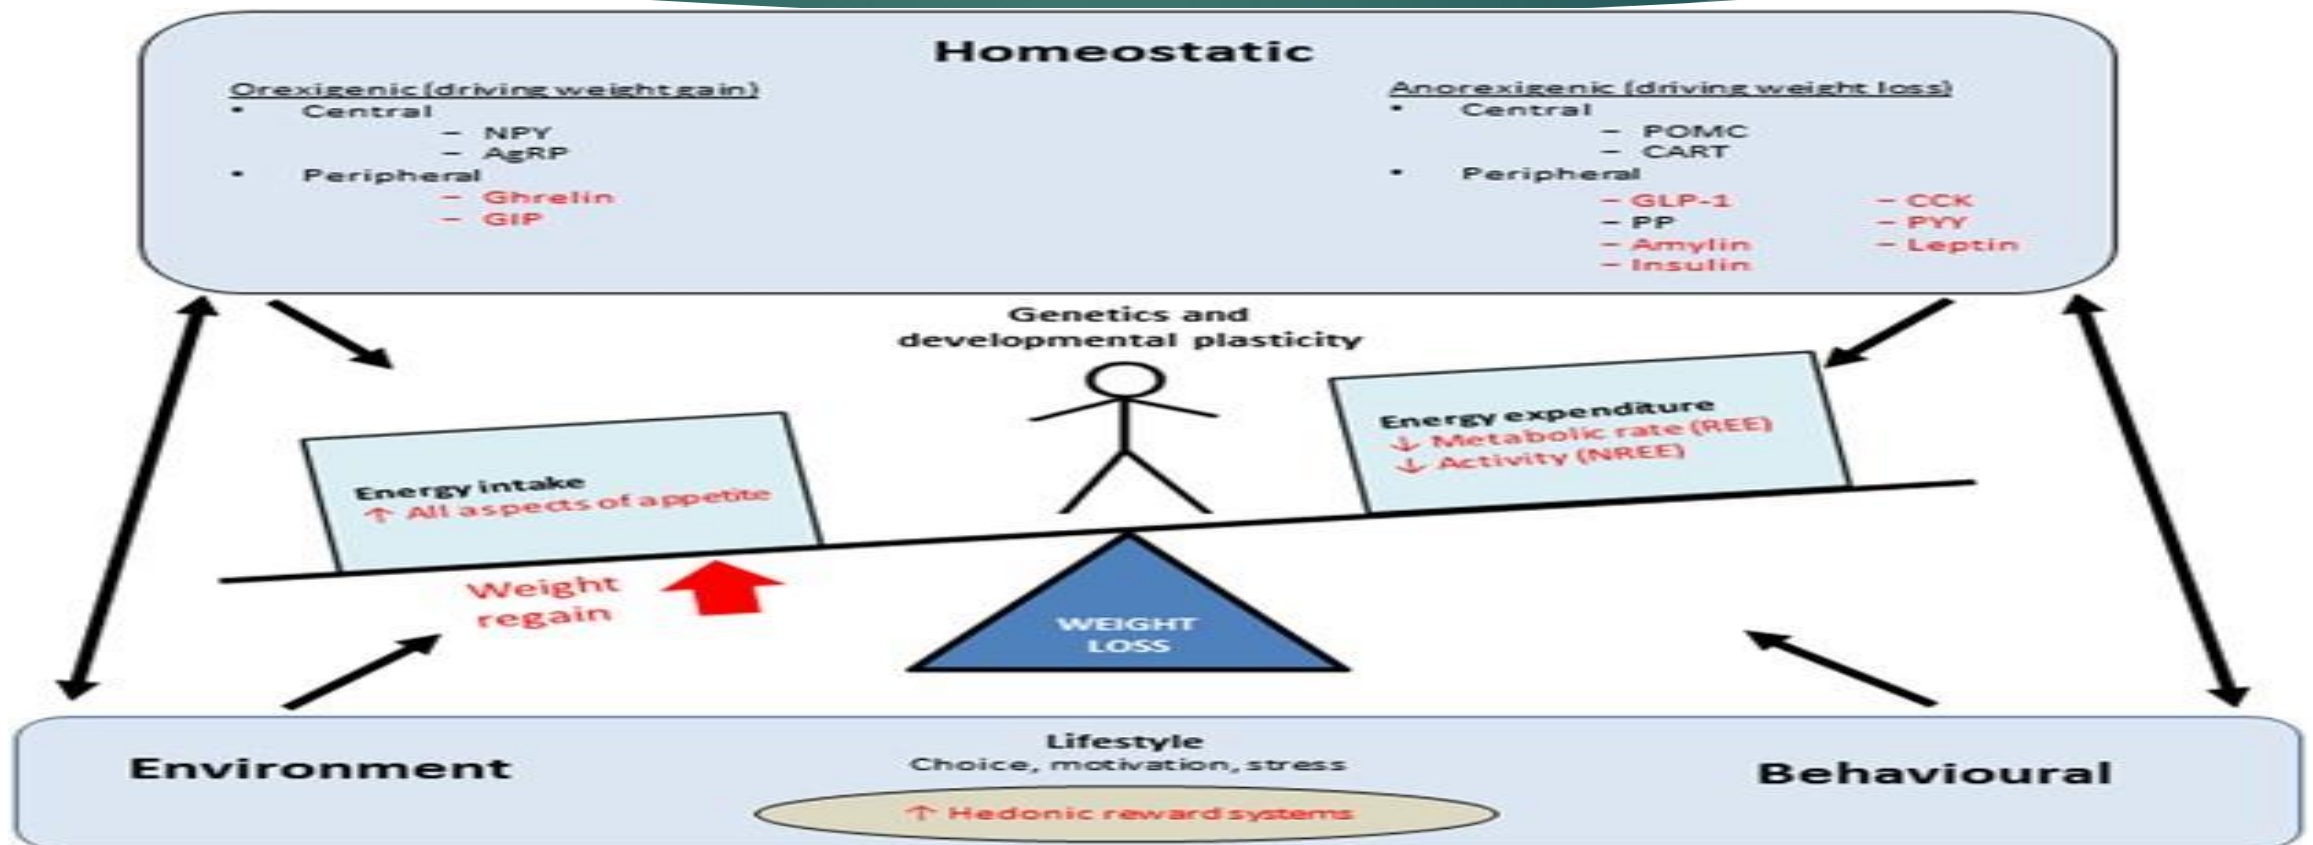 Homeostatic
Orexigenic (driving weight gain)
• Central
– NPY
– AgRP
• Peripheral
– Ghrelin
– GIP
Anorexigenic (driving weight loss)
• Central
– POMC
– CART
• Peripheral
– GLP-1 – CCK
– PP – PYY
– Amylin – Leptin
– Insulin
Genetics and
developmental plasticity
Energy intake
↑ All aspects of appetite
Energy expenditure
↓ Metabolic rate (REE)
↓ Activity (NREE)
Weight
regain
WEIGHT
LOSS
Environment
Lifestyle
Choice, motivation, stress
↑ Hedonic reward systems
Behavioural